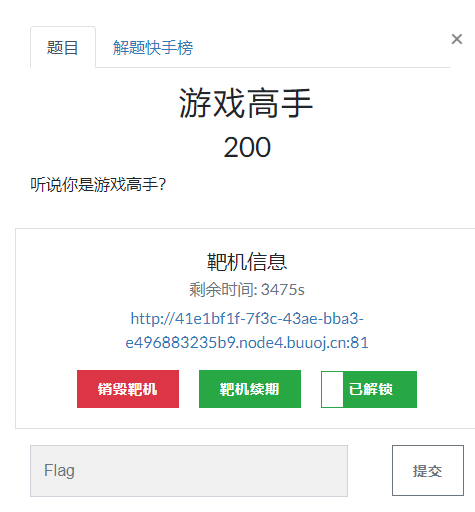 题目 解题快手榜 ×
游戏高手
200
听说你是游戏高手?
靶机信息
剩余时间: 3475s
http://41e1bf1f-7f3c-43ae-bba3-
e496883235b9.node4.buuoj.cn:81
销毁靶机 靶机续期 已解锁
Flag 提交